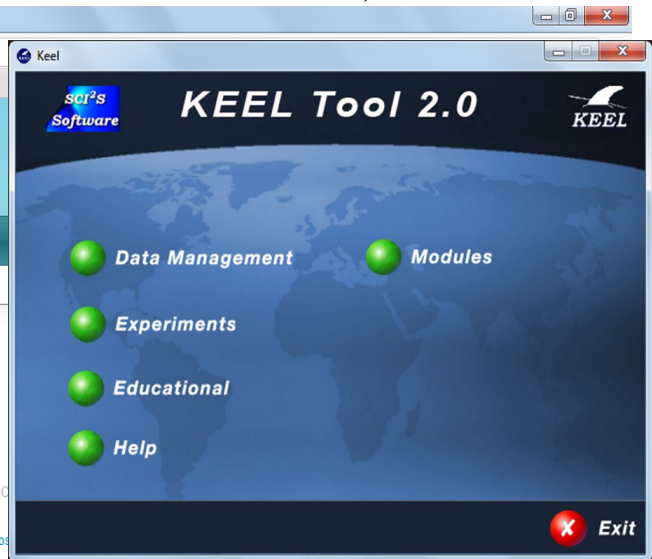 Keel
SCI²S
Software
KEEL Tool 2.0
KEEL
Data Management
Modules
Experiments
Educational
Help
Exit